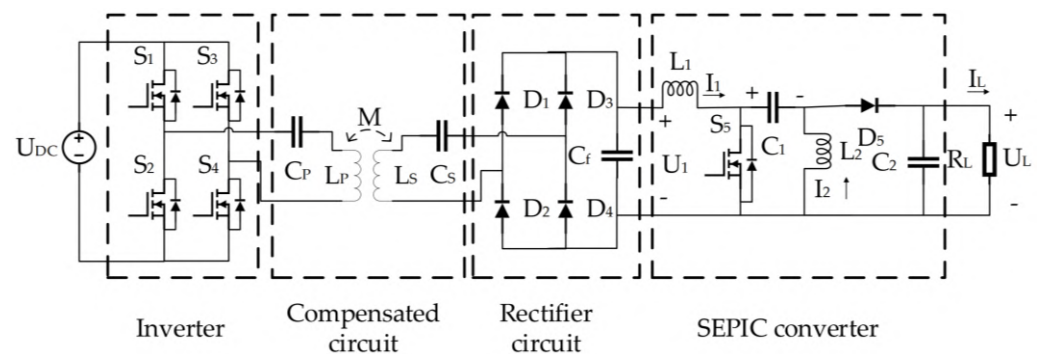 S1
S3
S2
S4
UDC
+
-
CP
LP
M
LS
CS
D1
D3
D2
D4
Cf
+
U1
-
L1
I1
S5
+
-
C1
L2
I2
D5
C2
RL
IL
+
UL
-
Inverter
Compensated
circuit
Rectifier
circuit
SEPIC converter